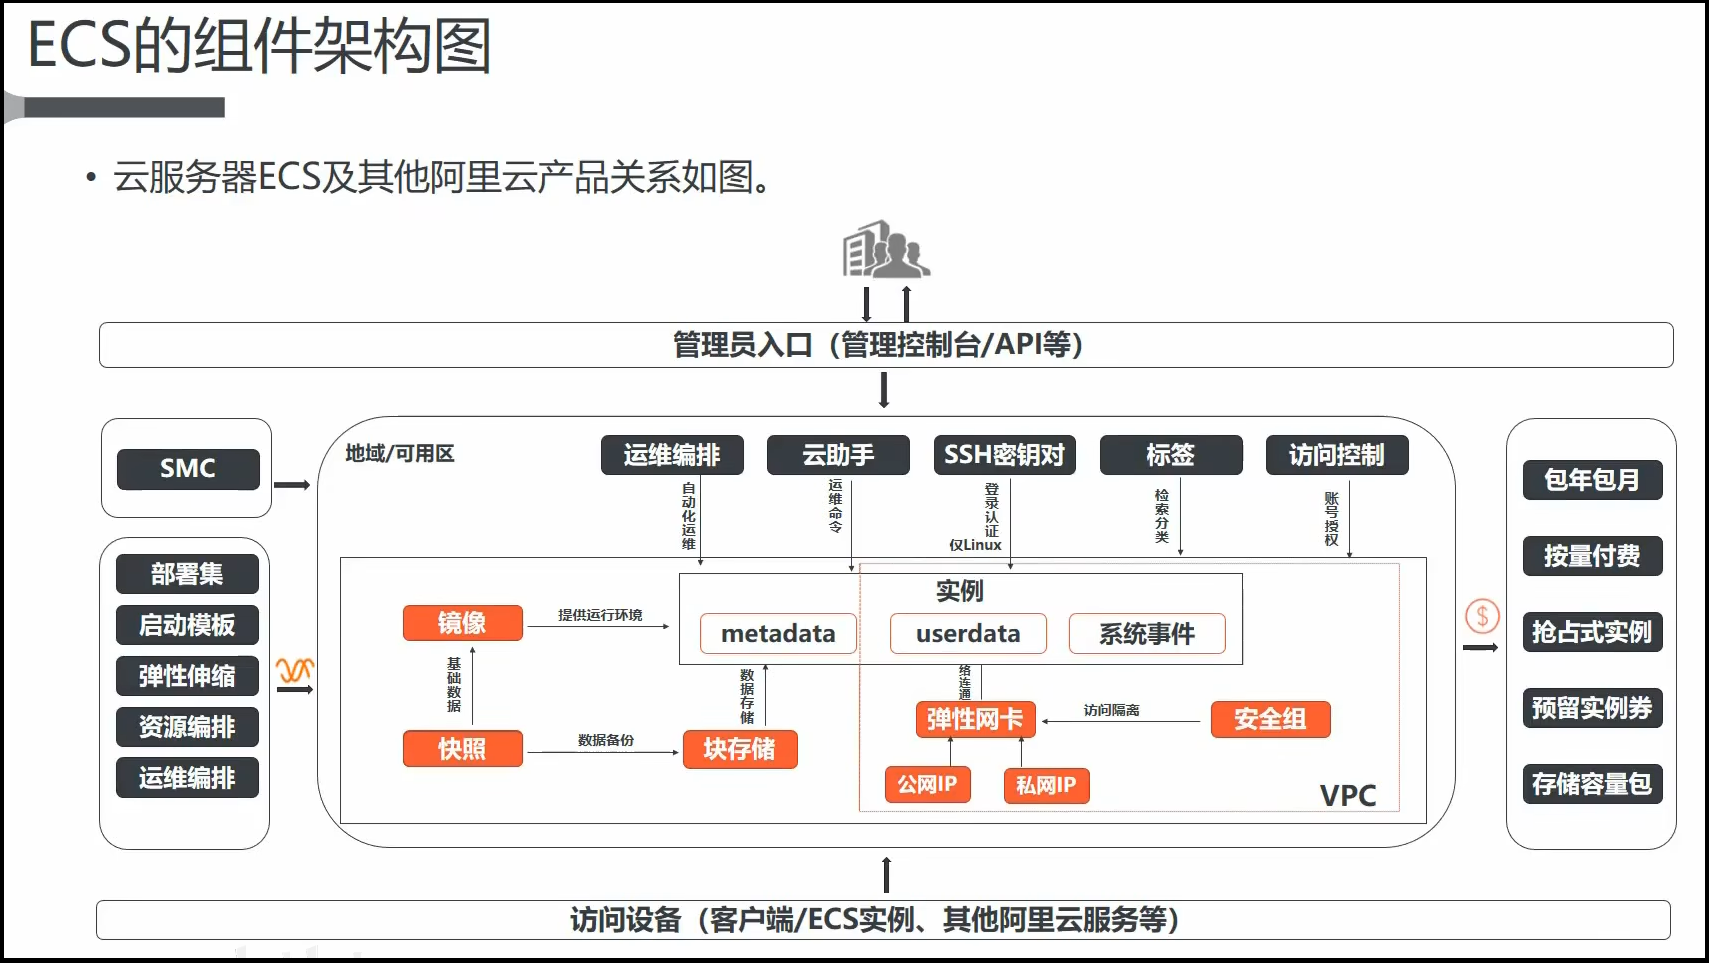 ECS的组件架构图
• 云服务器ECS及其他阿里云产品关系如图。
管理员入口（管理控制台/API等）
SMC
部署集
启动模板
弹性伸缩
资源编排
运维编排
地域/可用区
运维编排
云助手
SSH密钥对
标签
访问控制
自动化运维
运维命令
登录认证
仅Linux
检索分类
账号授权
实例
metadata
userdata
系统事件
镜像
提供运行环境
基础数据
快照
数据备份
块存储
数据存储
络连通
弹性网卡
访问隔离
安全组
公网IP
私网IP
VPC
$
包年包月
按量付费
抢占式实例
预留实例券
存储容量包
访问设备（客户端/ECS实例、其他阿里云服务等）